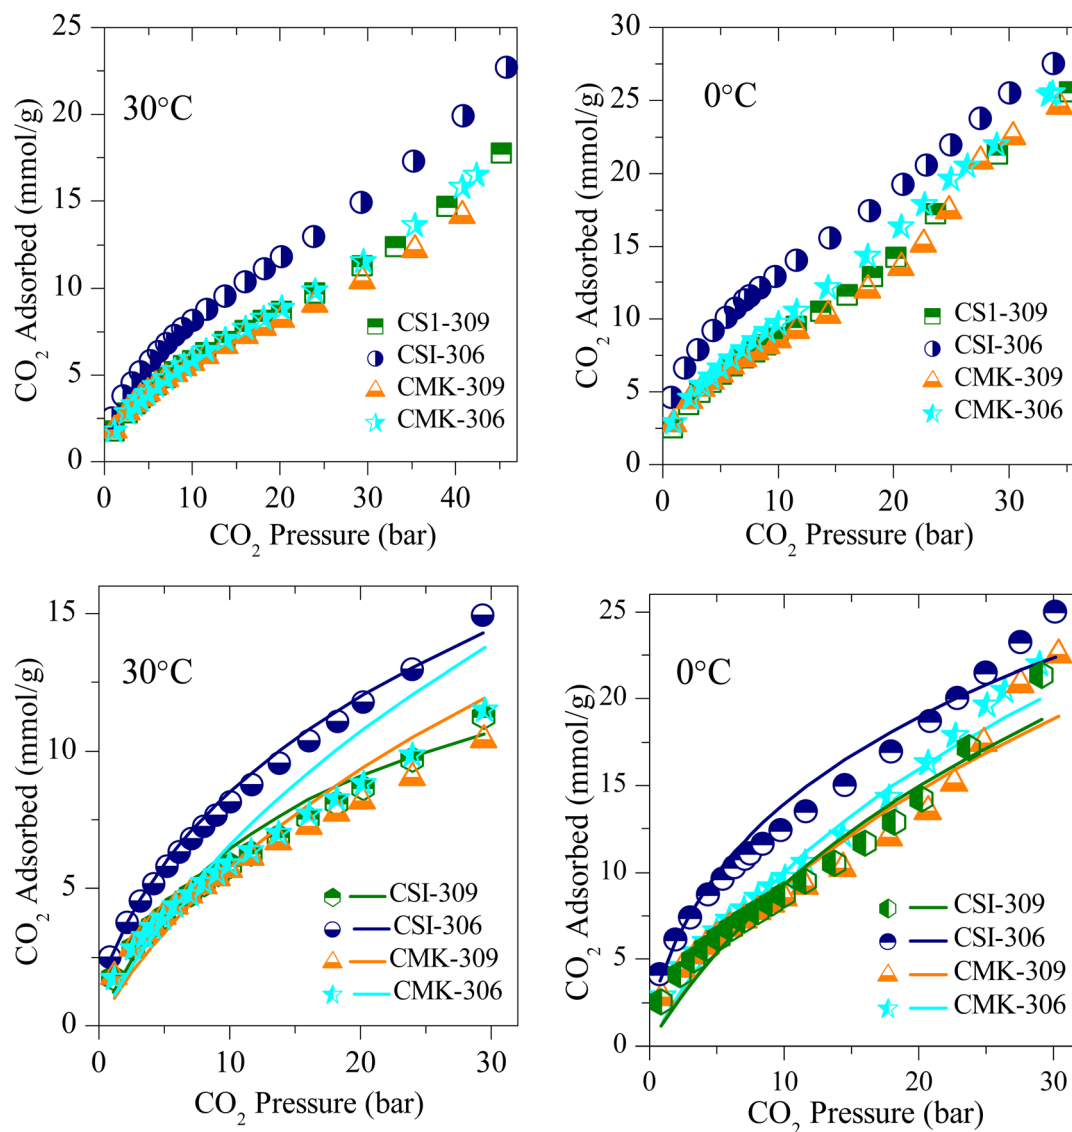 25
20
15
10
5
0
CO2 Adsorbed (mmol/g)
30°C
CS1-309
CSI-306
CMK-309
CMK-306
0 10 20 30 40
CO2 Pressure (bar)
30
25
20
15
10
5
0
CO2 Adsorbed (mmol/g)
0°C
CS1-309
CSI-306
CMK-309
CMK-306
0 10 20 30
CO2 Pressure (bar)
15
10
5
0
CO2 Adsorbed (mmol/g)
30°C
CSI-309
CSI-306
CMK-309
CMK-306
0 10 20 30
CO2 Pressure (bar)
25
20
15
10
5
0
CO2 Adsorbed (mmol/g)
0°C
CSI-309
CSI-306
CMK-309
CMK-306
0 10 20 30
CO2 Pressure (bar)